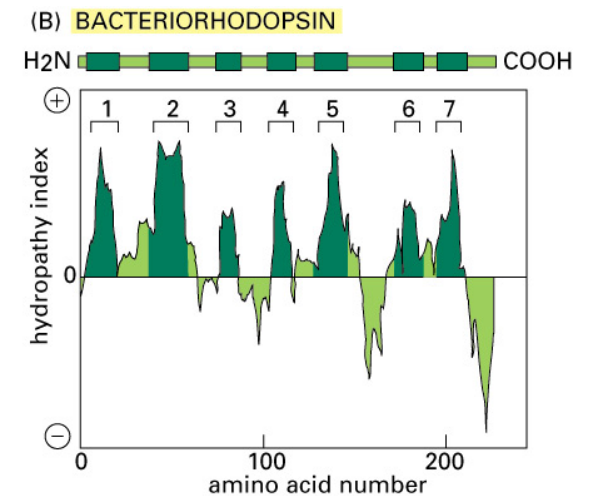 (B) BACTERIORHODOPSIN
H2N COOH
+
1 2 3 4 5 6 7
hydropathy index
0
−
0 100 200
amino acid number